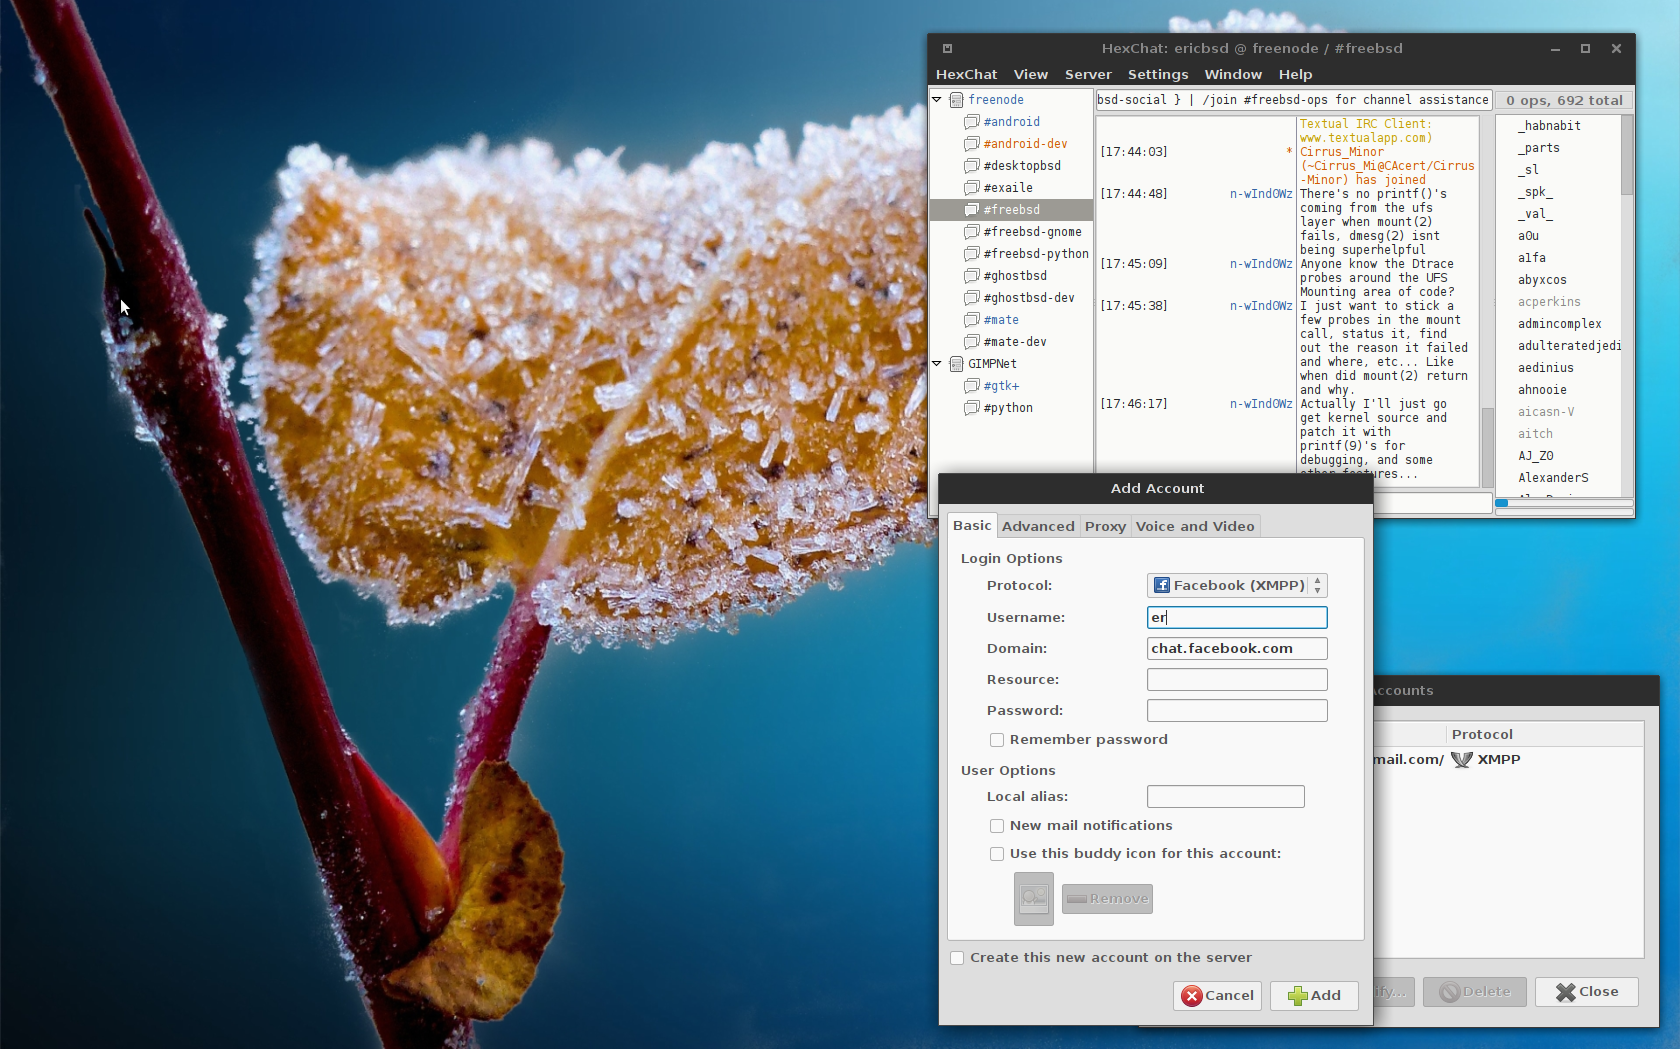 HexChat: ericbsd @ freenode / #freebsd
HexChat View Server Settings Window Help
freenode
#android
#android-dev
#desktopbsd
#exaile
#freebsd
#freebsd-gnome
#freebsd-python
#ghostbsd
#ghostbsd-dev
#mate
#mate-dev
GIMPNet
#gtk+
#python
bsd-social } | /join #freebsd-ops for channel assistance
0 ops, 692 total
Textual IRC Client:
www.textualapp.com)
[17:44:03] * Cirrus_Minor
(~Cirrus_Mi@CAcert/Cirrus
-Minor) has joined
[17:44:48] n-wInd0Wz There's no printf()'s
coming from the ufs
layer when mount(2)
fails, dmesg(2) isnt
being superhelpful
[17:45:09] n-wInd0Wz Anyone know the Dtrace
probes around the UFS
Mounting area of code?
[17:45:38] n-wInd0Wz I just want to stick a
few probes in the mount
call, status it, find
out the reason it failed
and where, etc... Like
when did mount(2) return
and why.
[17:46:17] n-wInd0Wz Actually I'll just go
get kernel source and
patch it with
printf(9)'s for
debugging, and some
other features...
_habnabit
_parts
_sl
_spk_
_val_
a0u
a1fa
abyxcos
acperkins
admincomplex
adulteratedjedi
aedinius
ahnooie
aicasn-V
aitch
AJ_Z0
AlexanderS
Add Account
Basic Advanced Proxy Voice and Video
Login Options
Protocol: Facebook (XMPP)
Username: er
Domain: chat.facebook.com
Resource:
Password:
Remember password
User Options
Local alias:
New mail notifications
Use this buddy icon for this account:
Remove
Create this new account on the server
Cancel Add
Accounts
Protocol
mail.com/ XMPP
ify... Delete Close